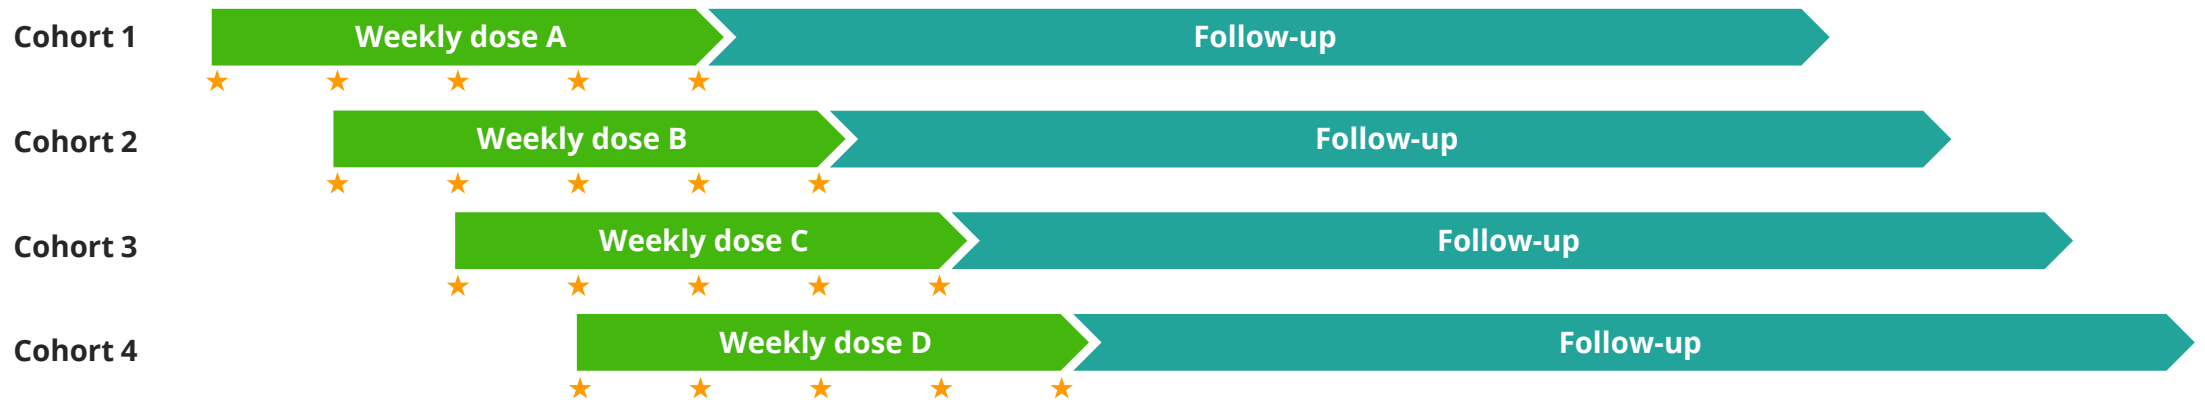 Cohort 1
Weekly dose A
Follow-up
Cohort 2
Weekly dose B
Follow-up
Cohort 3
Weekly dose C
Follow-up
Cohort 4
Weekly dose D
Follow-up